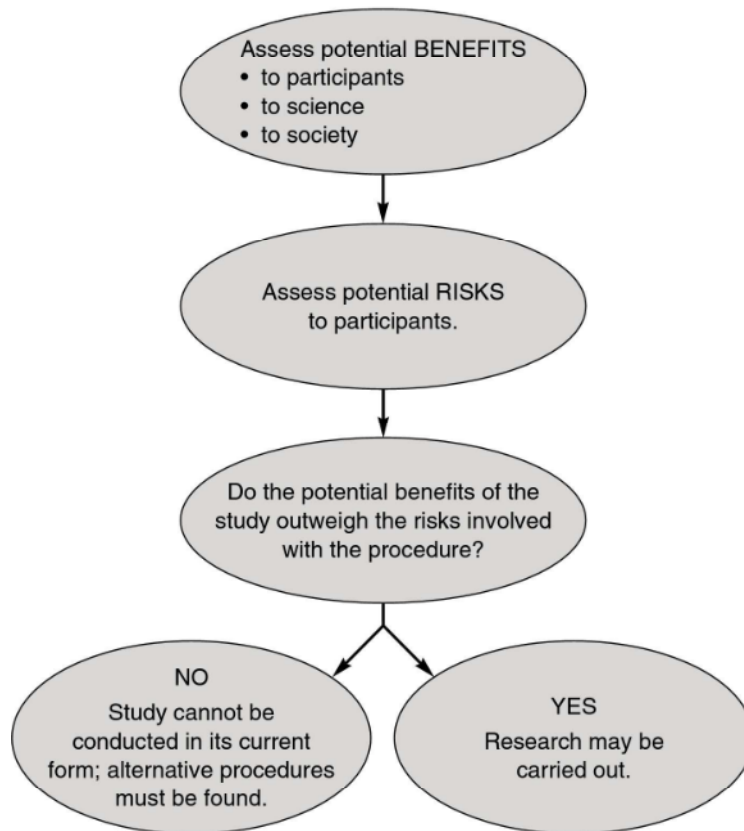 Assess potential BENEFITS
• to participants
• to science
• to society
Assess potential RISKS
to participants.
Do the potential benefits of the
study outweigh the risks involved
with the procedure?
NO
Study cannot be
conducted in its current
form; alternative procedures
must be found.
YES
Research may be
carried out.